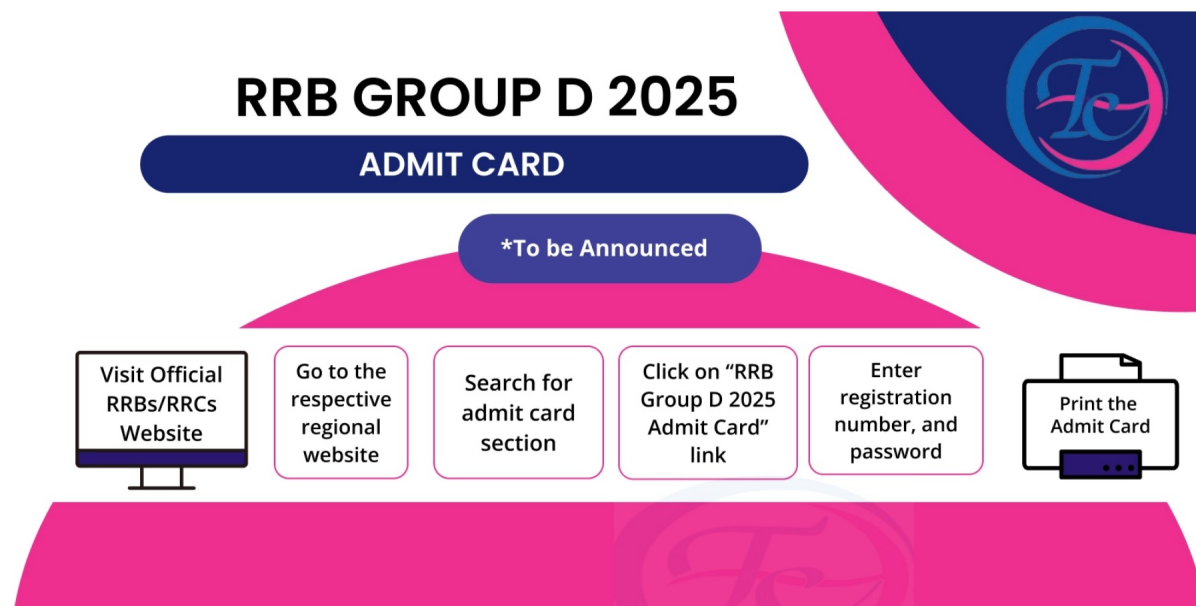 RRB GROUP D 2025
ADMIT CARD
*To be Announced
Visit Official
RRBs/RRCs
Website
Go to the
respective
regional
website
Search for
admit card
section
Click on “RRB
Group D 2025
Admit Card”
link
Enter
registration
number, and
password
Print the
Admit Card
Tc
Tc